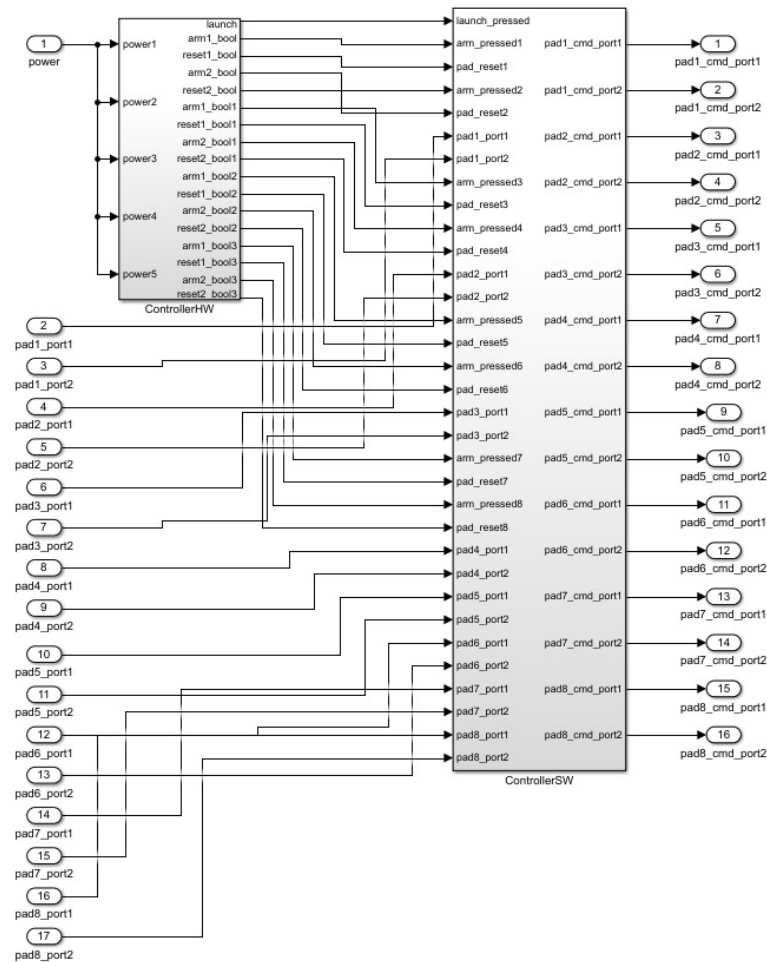 1
power
power1
power2
power3
power4
power5
launch
arm1_bool
reset1_bool
arm2_bool
reset2_bool
arm1_bool1
reset1_bool1
arm2_bool1
reset2_bool1
arm1_bool2
reset1_bool2
arm2_bool2
reset2_bool2
arm1_bool3
reset1_bool3
arm2_bool3
reset2_bool3
ControllerHW
2
pad1_port1
3
pad1_port2
4
pad2_port1
5
pad2_port2
6
pad3_port1
7
pad3_port2
8
pad4_port1
9
pad4_port2
10
pad5_port1
11
pad5_port2
12
pad6_port1
13
pad6_port2
14
pad7_port1
15
pad7_port2
16
pad8_port1
17
pad8_port2
launch_pressed
arm_pressed1
pad_reset1
arm_pressed2
pad_reset2
pad1_port1
pad1_port2
arm_pressed3
pad_reset3
arm_pressed4
pad_reset4
pad2_port1
pad2_port2
arm_pressed5
pad_reset5
arm_pressed6
pad_reset6
pad3_port1
pad3_port2
arm_pressed7
pad_reset7
arm_pressed8
pad_reset8
pad4_port1
pad4_port2
pad5_port1
pad5_port2
pad6_port1
pad6_port2
pad7_port1
pad7_port2
pad8_port1
pad8_port2
pad1_cmd_port1
pad1_cmd_port2
pad2_cmd_port1
pad2_cmd_port2
pad3_cmd_port1
pad3_cmd_port2
pad4_cmd_port1
pad4_cmd_port2
pad5_cmd_port1
pad5_cmd_port2
pad6_cmd_port1
pad6_cmd_port2
pad7_cmd_port1
pad7_cmd_port2
pad8_cmd_port1
pad8_cmd_port2
ControllerSW
1
pad1_cmd_port1
2
pad1_cmd_port2
3
pad2_cmd_port1
4
pad2_cmd_port2
5
pad3_cmd_port1
6
pad3_cmd_port2
7
pad4_cmd_port1
8
pad4_cmd_port2
9
pad5_cmd_port1
10
pad5_cmd_port2
11
pad6_cmd_port1
12
pad6_cmd_port2
13
pad7_cmd_port1
14
pad7_cmd_port2
15
pad8_cmd_port1
16
pad8_cmd_port2